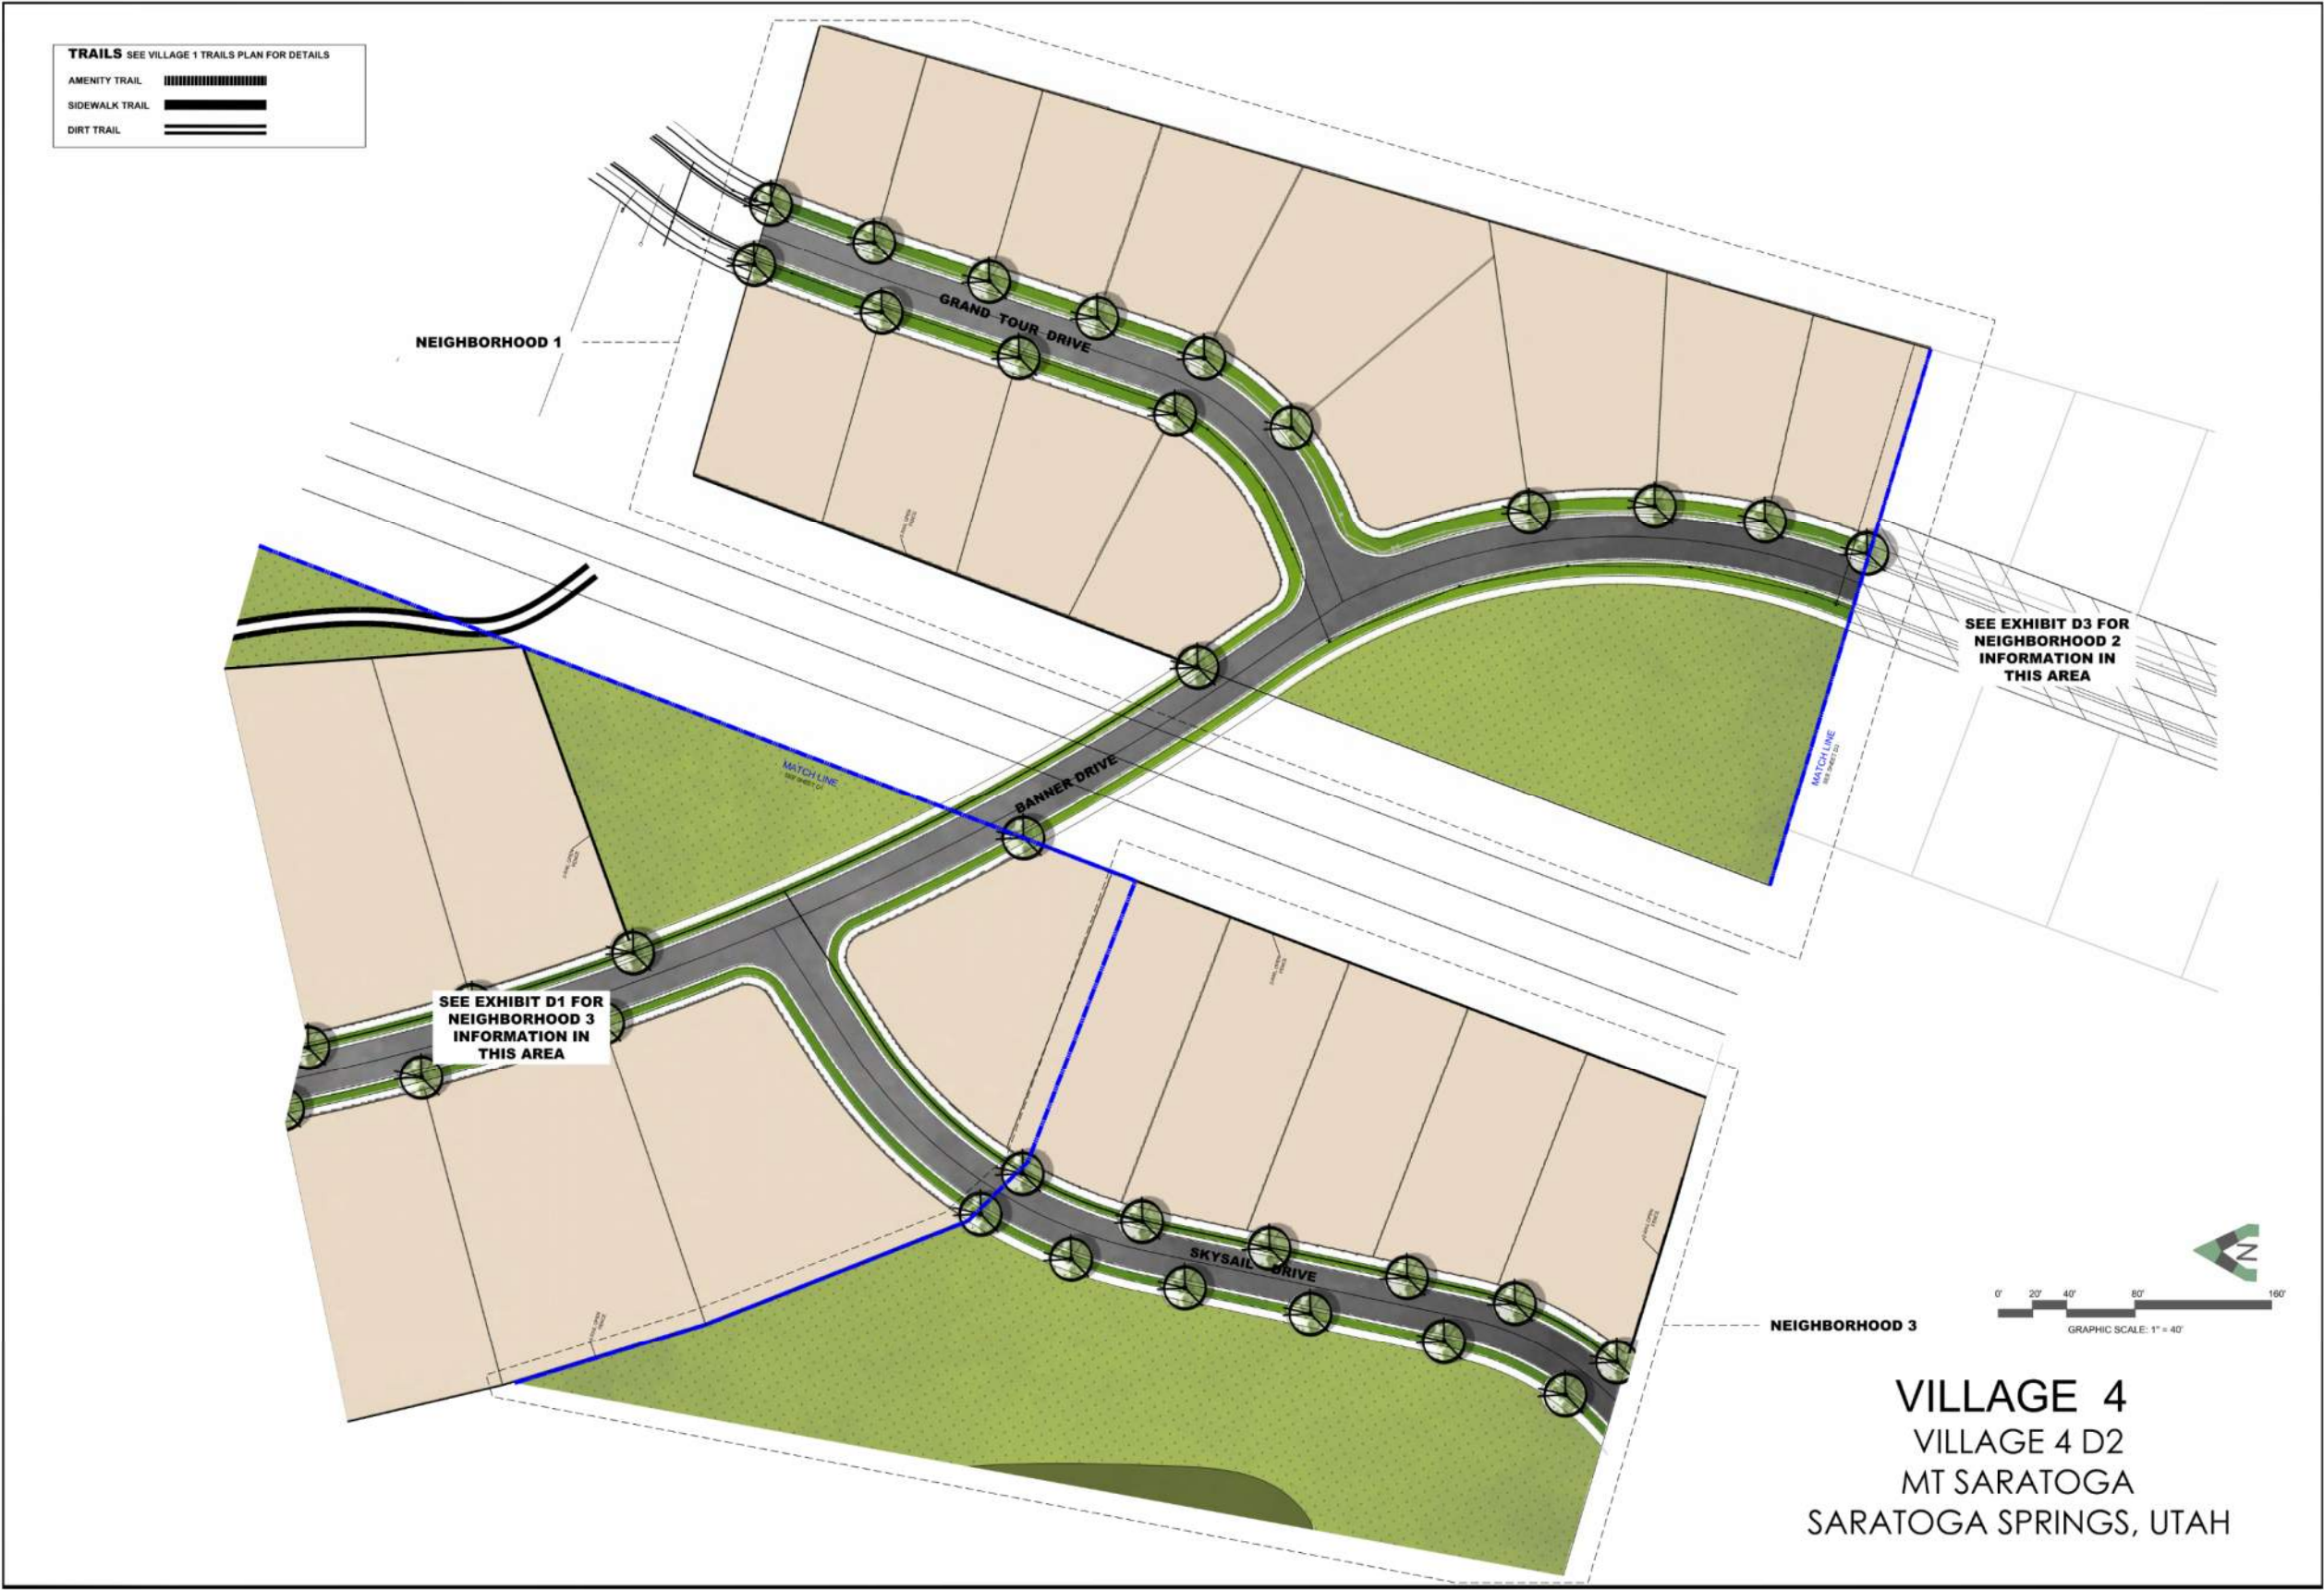 TRAILS SEE VILLAGE 1 TRAILS PLAN FOR DETAILS
AMENITY TRAIL
SIDEWALK TRAIL
DIRT TRAIL
GRAND TOUR DRIVE
NEIGHBORHOOD 1
SEE EXHIBIT D3 FOR
NEIGHBORHOOD 2
INFORMATION IN
THIS AREA
MATCH LINE
MATCH LINE
BANNER DRIVE
SEE EXHIBIT D1 FOR
NEIGHBORHOOD 3
INFORMATION IN
THIS AREA
SKYSAIL DRIVE
NEIGHBORHOOD 3
N
0' 20' 40' 80' 160'
GRAPHIC SCALE: 1" = 40'
VILLAGE 4
VILLAGE 4 D2
MT SARATOGA
SARATOGA SPRINGS, UTAH